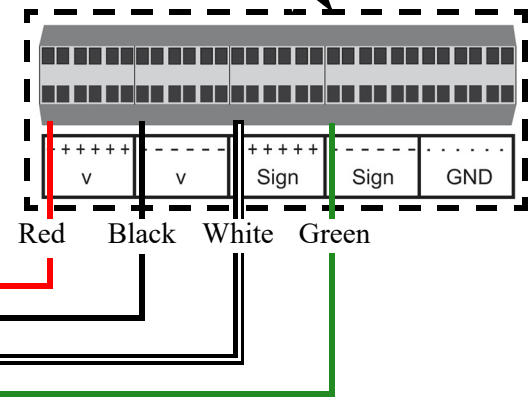 + + + + + - - - - - - + + + + + - - - - - - . . . . . .
v v Sign Sign GND
Red Black White Green